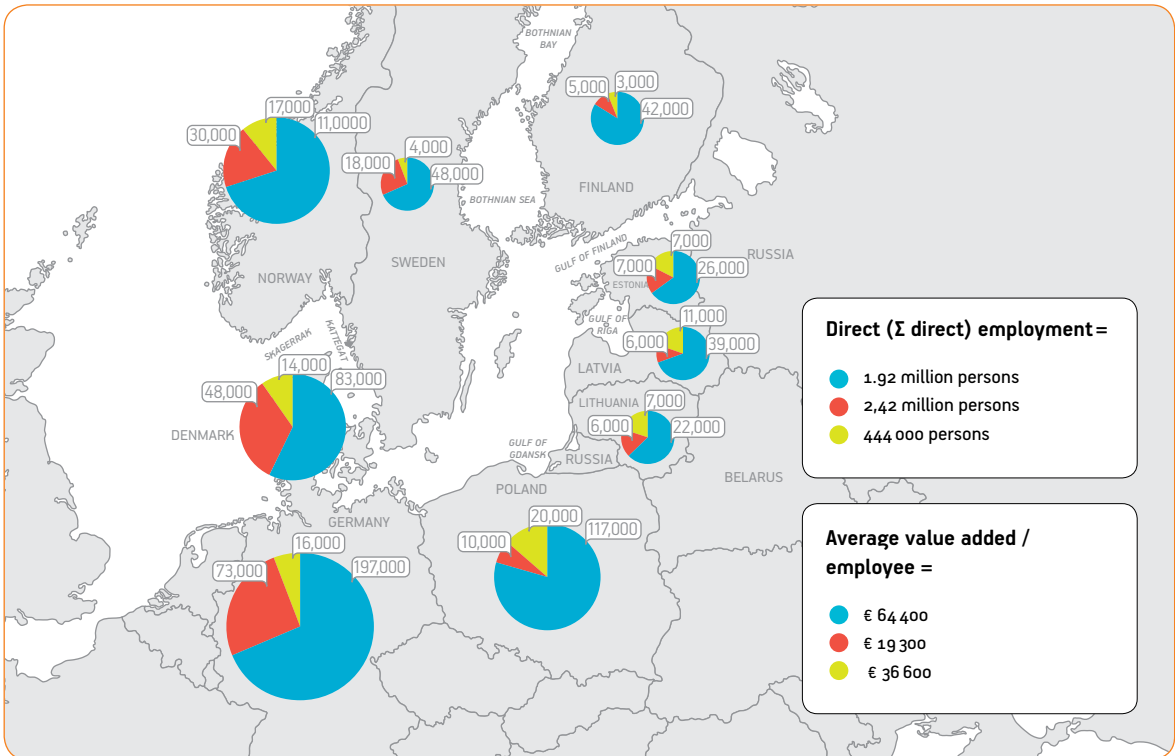 BOTHNIAN
BAY
5,000
3,000
42,000
17,000
11,0000
30,000
4,000
18,000
48,000
FINLAND
BOTHNIAN SEA
GULF OF FINLAND
7,000
RUSSIA
7,000
26,000
ESTONIA
NORWAY
SWEDEN
GULF OF
RIGA
11,000
6,000
39,000
SKAGERRAK
KATTEGAT
LATVIA
14,000
83,000
48,000
LITHUANIA
7,000
6,000
22,000
DENMARK
GULF OF
GDANSK
RUSSIA
BELARUS
POLAND
GERMANY
20,000
117,000
10,000
16,000
73,000
197,000
Direct (Σ direct) employment=
1.92 million persons
2,42 million persons
444 000 persons
Average value added /
employee =
€ 64 400
€ 19 300
€ 36 600